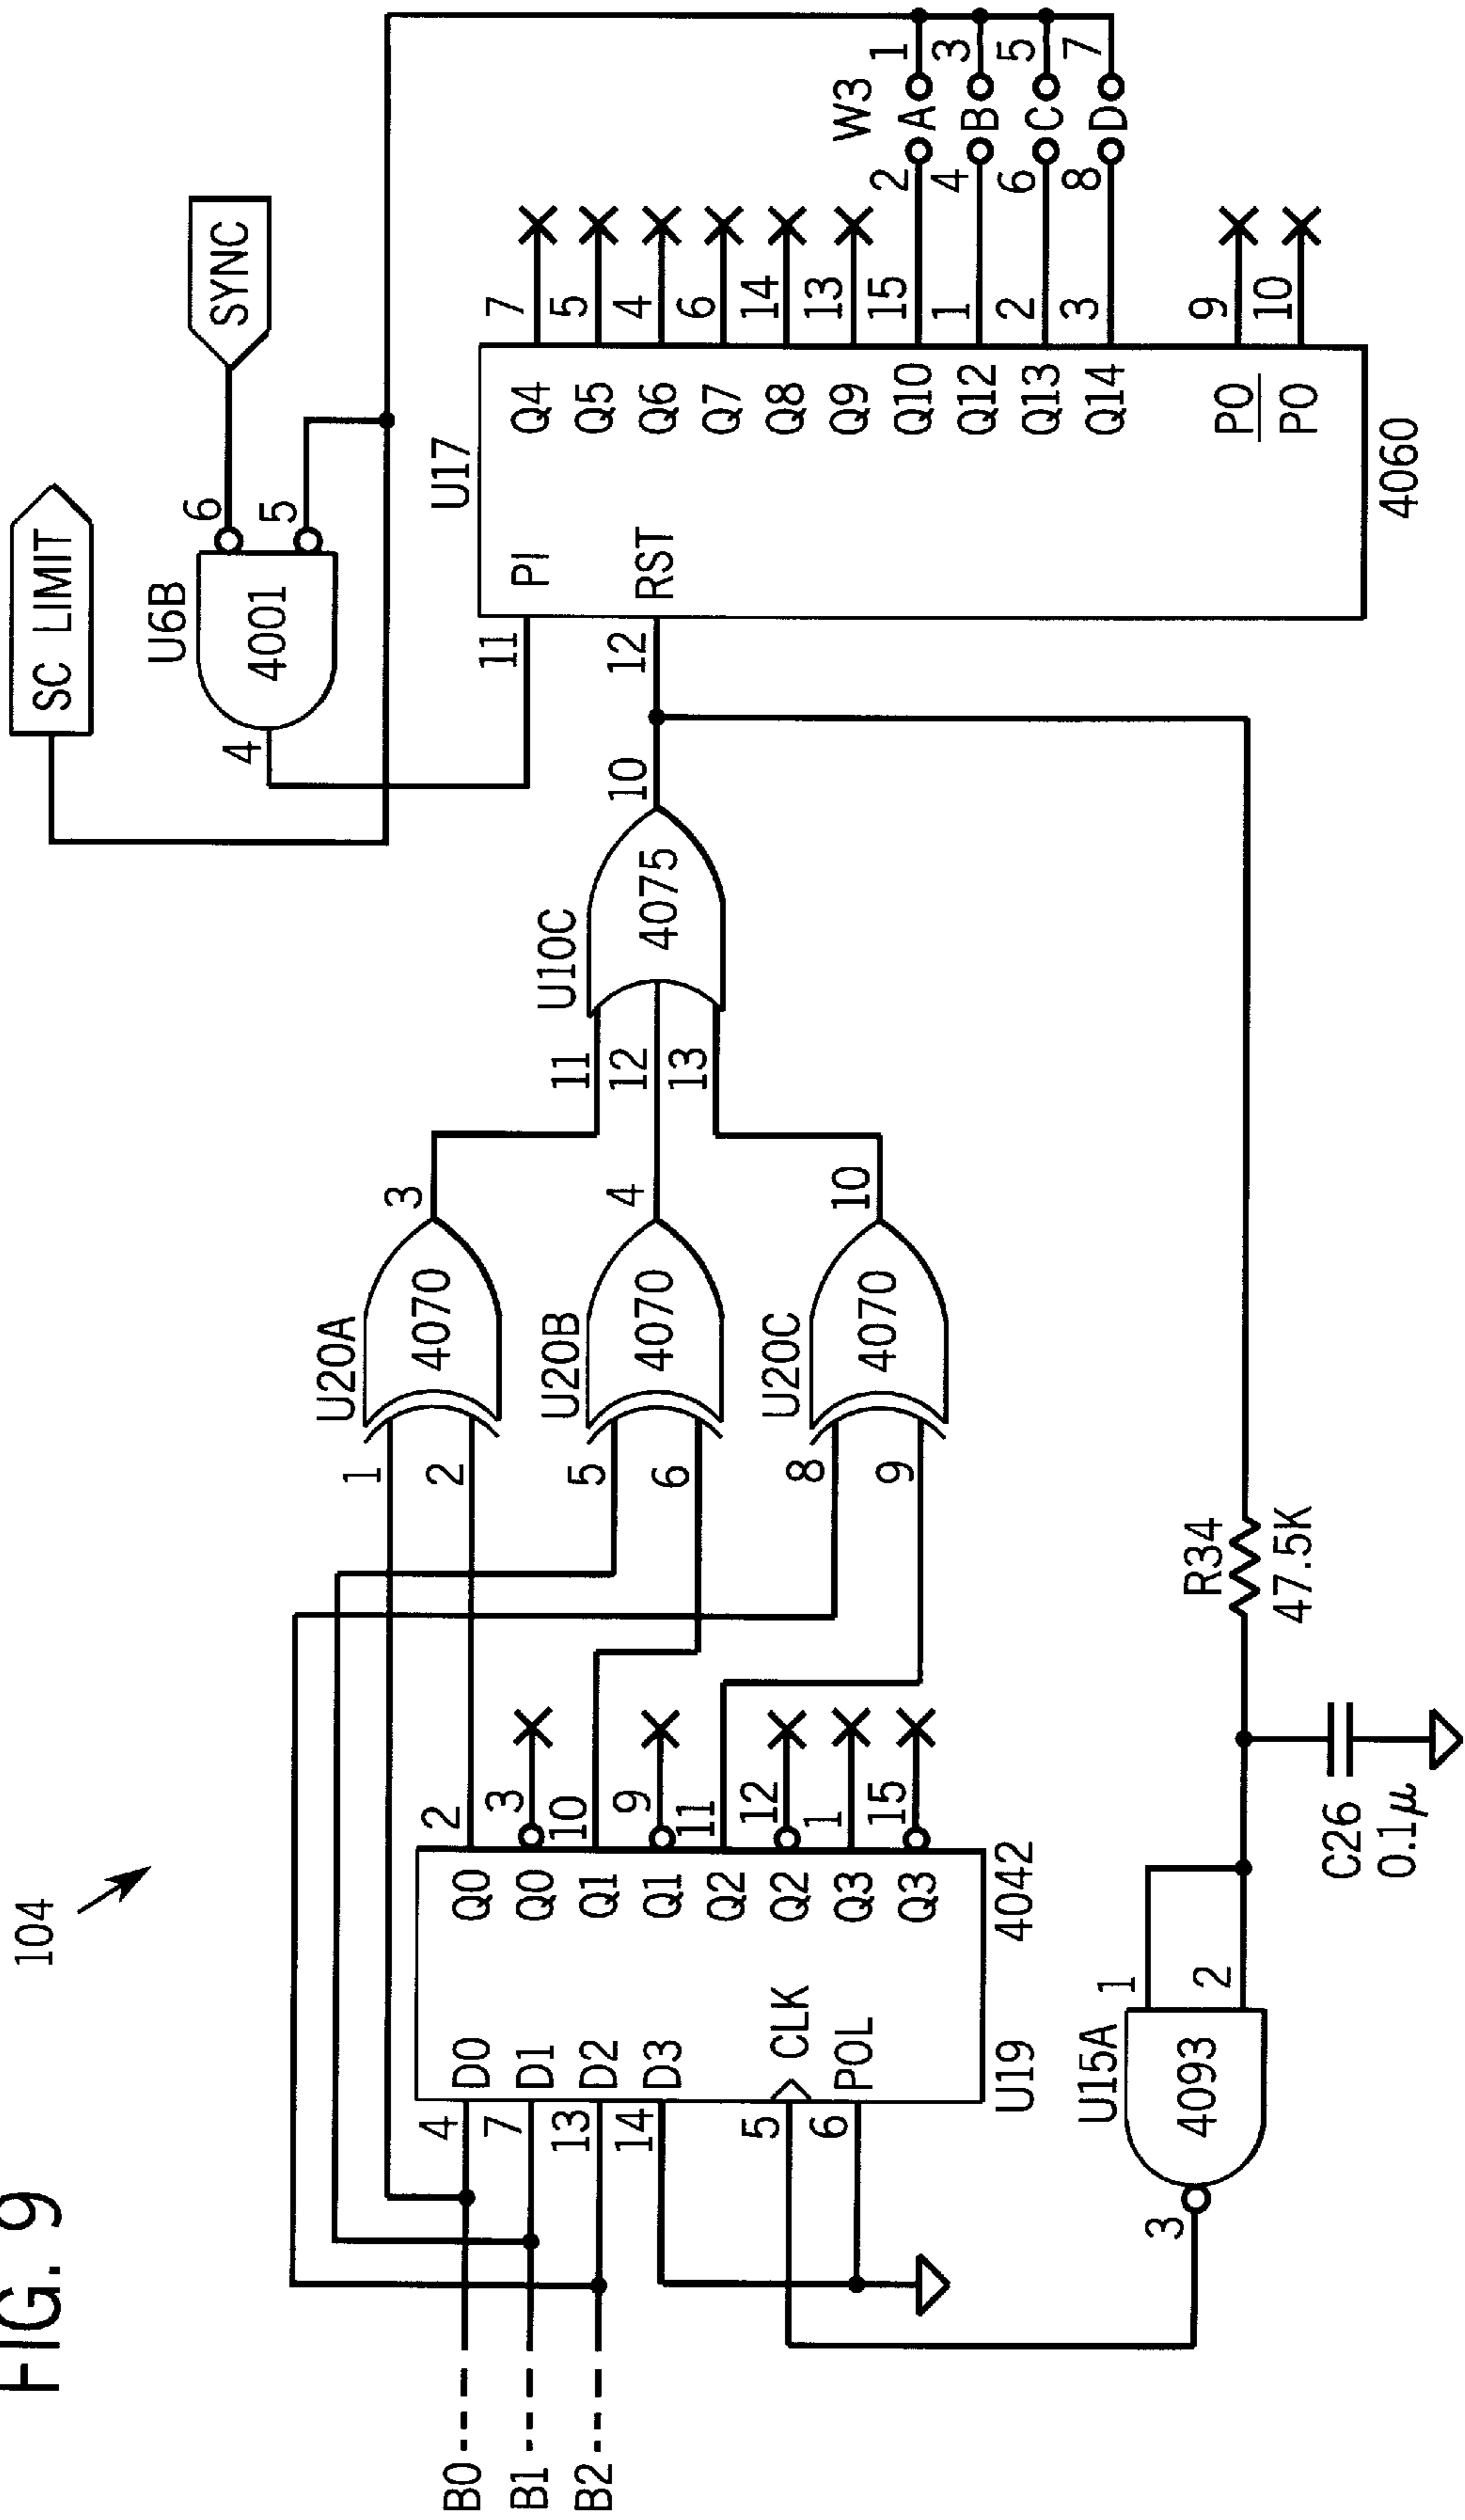 FIG. 9
104
SC LIMIT
SYNC
U6B
4001
4
6
5
U17
PI
RST
11
12
Q4
Q5
Q6
Q7
Q8
Q9
Q10
Q12
Q13
Q14
PO
PO
4060
7
5
4
6
14
13
15
1
2
3
9
10
W3
2 A 1
4 B 3
6 C 5
8 D 7
U10C
4075
11
12
13
10
U20A
4070
1
2
3
U20B
4070
5
6
4
U20C
4070
8
9
10
B0
B1
B2
4
7
13
14
5
6
D0
D1
D2
D3
CLK
POL
U19
4042
Q0
Q0
Q1
Q1
Q2
Q2
Q3
Q3
2
3
10
9
11
12
1
15
U15A
4093
1
2
3
C26
0.1μ
R34
47.5K